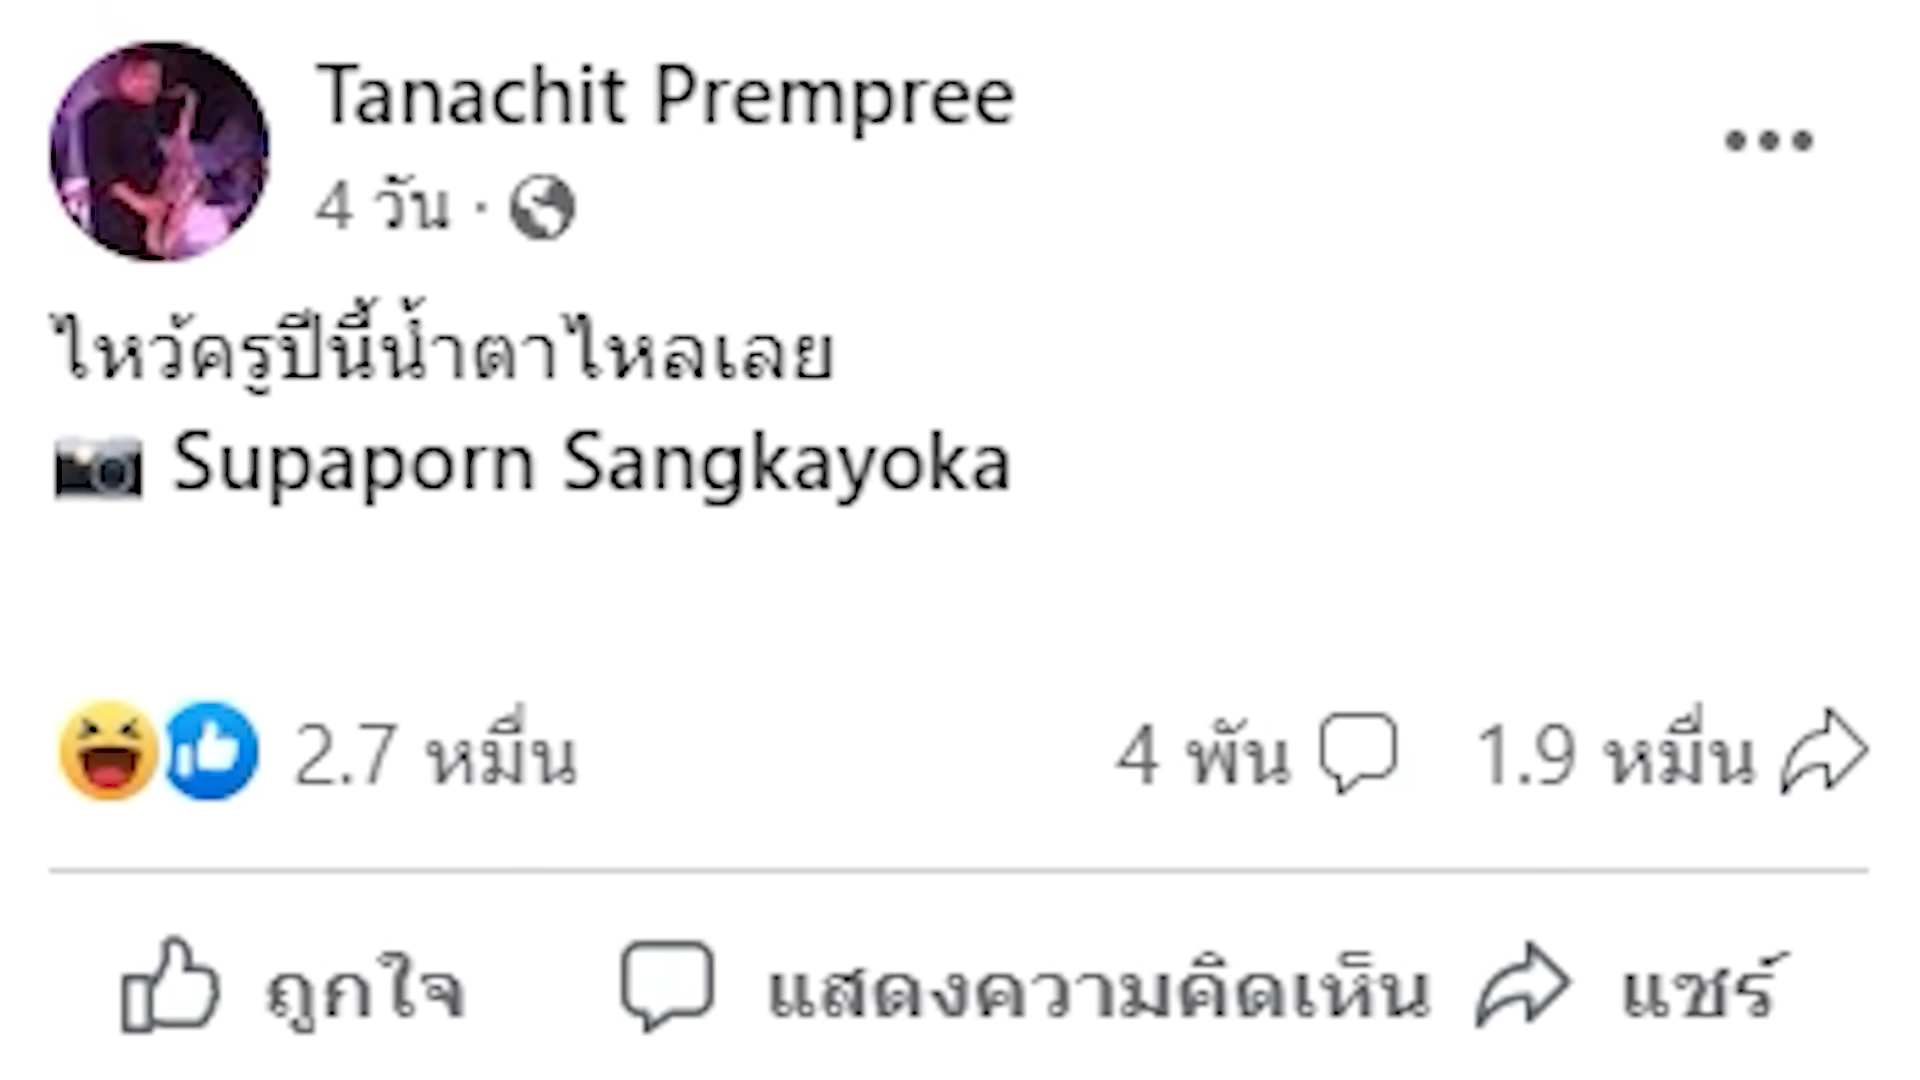 Tanachit Prempree
4 วัน ·
ไหว้ครูปีนี้น้ำตาไหลเลย
📷 Supaporn Sangkayoka
2.7 หมื่น 4 พัน 1.9 หมื่น
ถูกใจ แสดงความคิดเห็น แชร์